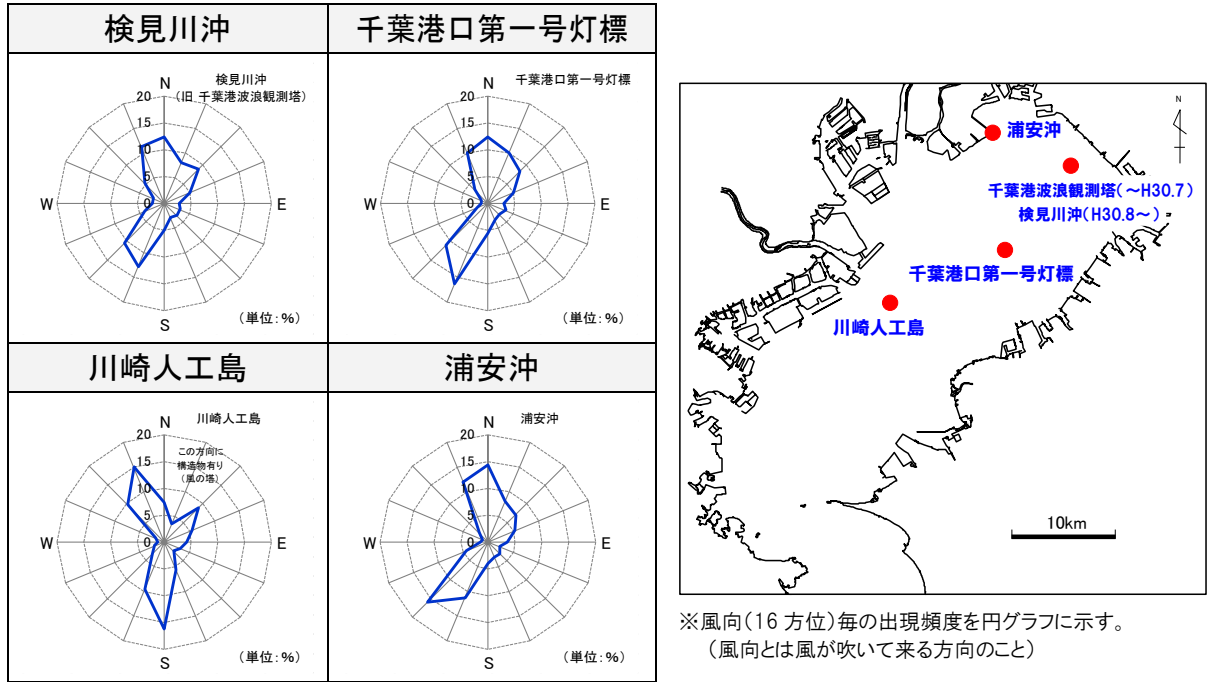 検見川沖
千葉港口第一号灯標
検見川沖
(旧 千葉港波浪観測塔)
N
20
15
10
5
0
W
E
S
(単位:%)
千葉港口第一号灯標
N
20
15
10
5
0
W
E
S
(単位:%)
川崎人工島
浦安沖
川崎人工島
N
20
この方向に
構造物有り
(風の塔)
15
10
5
0
W
E
S
(単位:%)
浦安沖
N
20
15
10
5
0
W
E
S
(単位:%)
N
浦安沖
千葉港波浪観測塔(~H30.7)
検見川沖(H30.8~)
千葉港口第一号灯標
川崎人工島
10km
※風向(16 方位)毎の出現頻度を円グラフに示す。
(風向とは風が吹いて来る方向のこと)